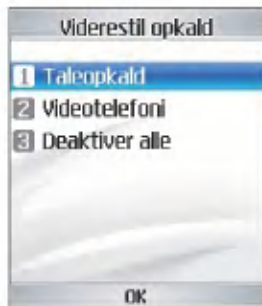 Viderestil opkald
1 Taleopkald
2 Videotelefoni
3 Deaktiver alle
OK